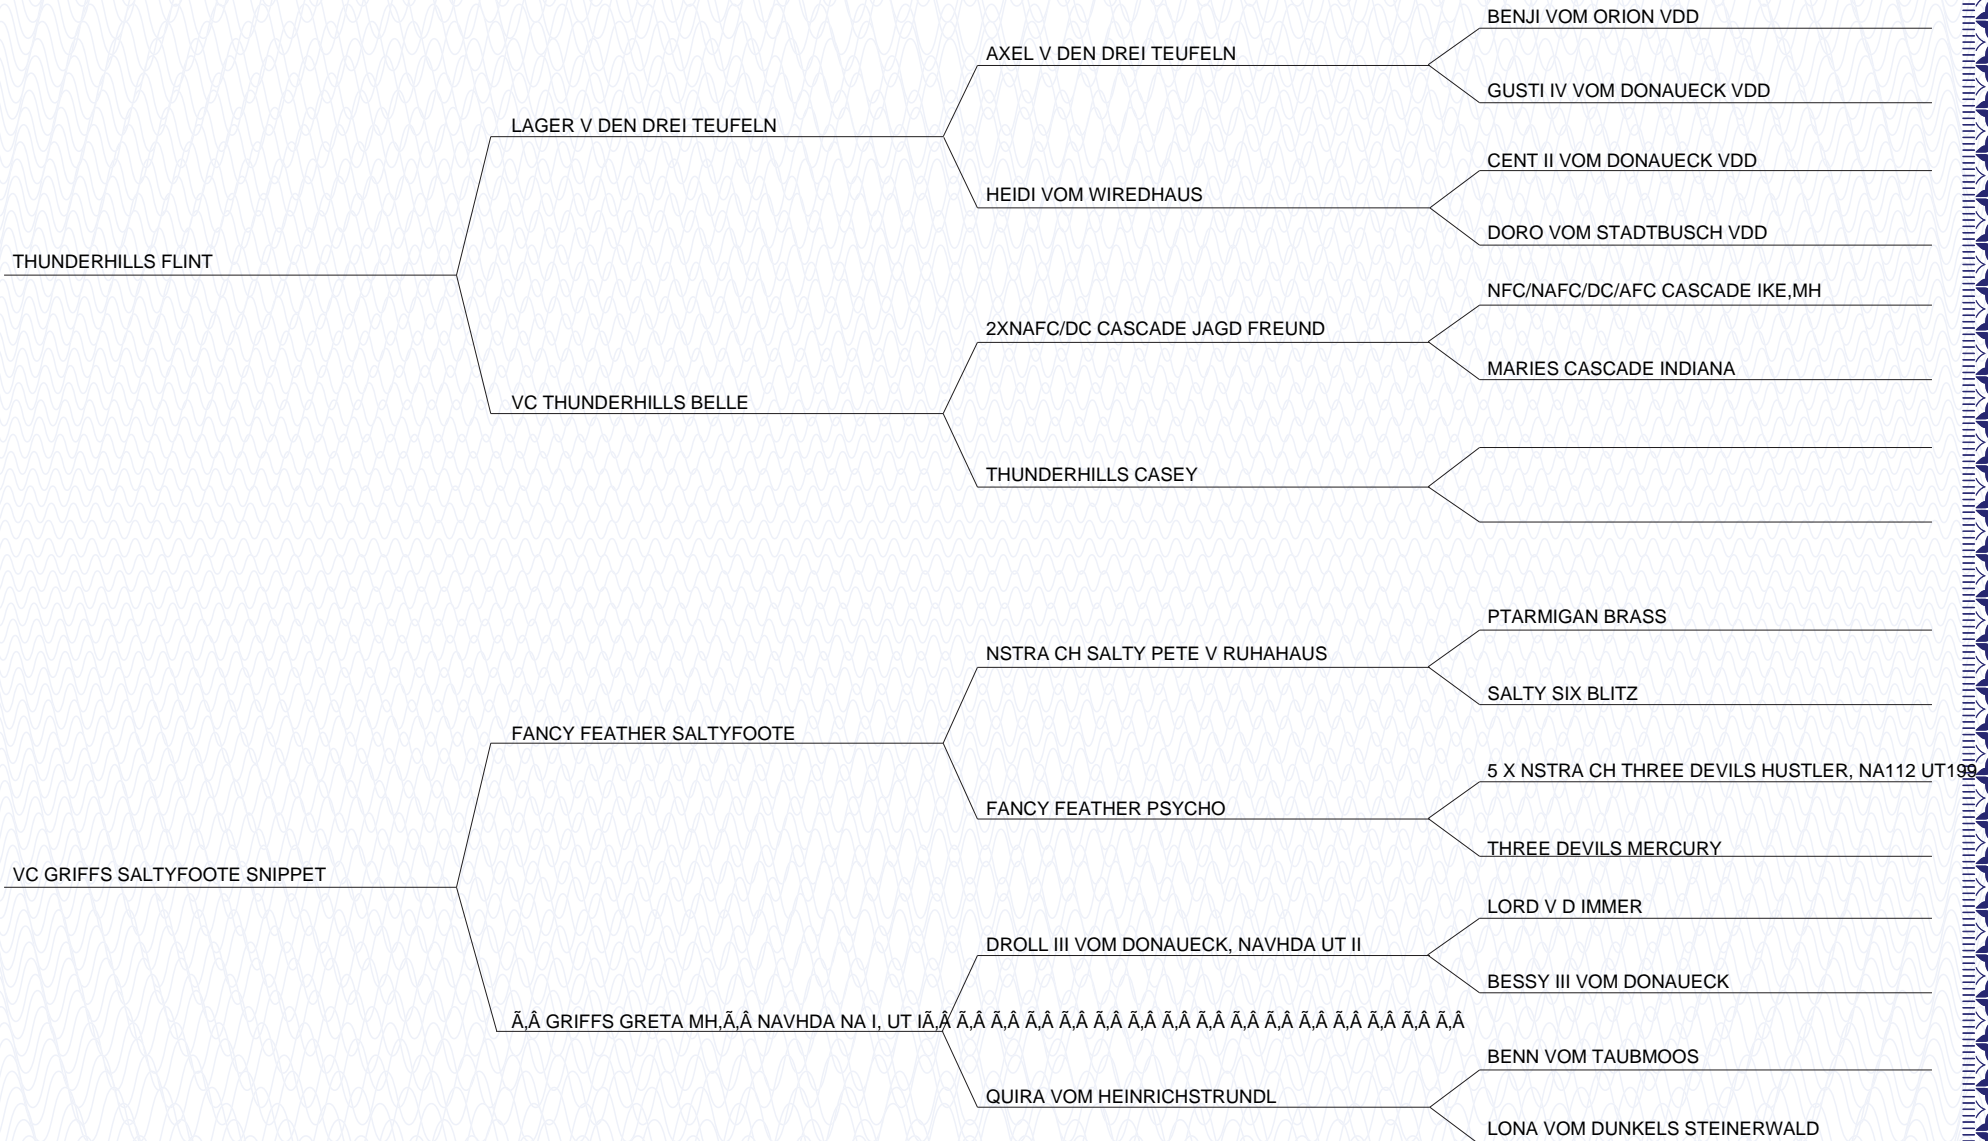 BENJI VOM ORION VDD
AXEL V DEN DREI TEUFELN
GUSTI IV VOM DONAUECK VDD
LAGER V DEN DREI TEUFELN
CENT II VOM DONAUECK VDD
HEIDI VOM WIREDHAUS
DORO VOM STADTBUSCH VDD
THUNDERHILLS FLINT
NFC/NAFC/DC/AFC CASCADE IKE,MH
2XNAFC/DC CASCADE JAGD FREUND
MARIES CASCADE INDIANA
VC THUNDERHILLS BELLE
THUNDERHILLS CASEY
PTARMIGAN BRASS
NSTRA CH SALTY PETE V RUHAHAUS
SALTY SIX BLITZ
FANCY FEATHER SALTYFOOTE
5 X NSTRA CH THREE DEVILS HUSTLER, NA112 UT199
FANCY FEATHER PSYCHO
THREE DEVILS MERCURY
VC GRIFFS SALTYFOOTE SNIPPET
LORD V D IMMER
DROLL III VOM DONAUECK, NAVHDA UT II
BESSY III VOM DONAUECK
Ã,Â GRIFFS GRETA MH,Ã,Â NAVHDA NA I, UT IÃ,Â Ã,Â Ã,Â Ã,Â Ã,Â Ã,Â Ã,Â Ã,Â Ã,Â Ã,Â Ã,Â Ã,Â Ã,Â Ã,Â Ã,Â Ã,Â
BENN VOM TAUBMOOS
QUIRA VOM HEINRICHSTRUNDL
LONA VOM DUNKELS STEINERWALD